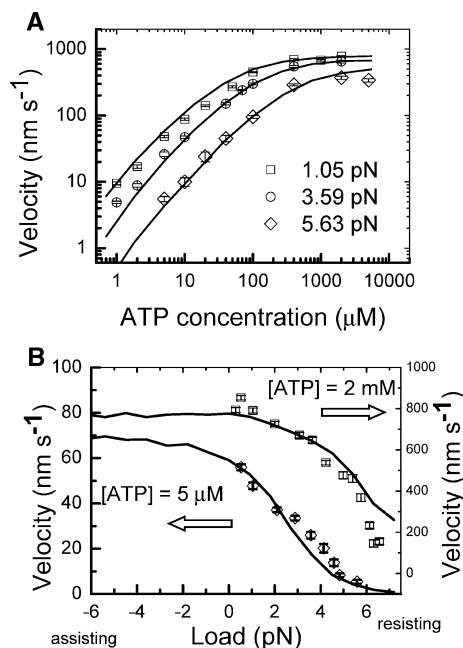 A
Velocity (nm s-1)
1000
100
10
1
1.05 pN
3.59 pN
5.63 pN
1 10 100 1000 10000
ATP concentration (μM)
B
Velocity (nm s-1)
100
80
60
40
20
0
[ATP] = 2 mM
[ATP] = 5 μM
1000
800
600
400
200
0
Velocity (nm s-1)
-6 -4 -2 0 2 4 6
assisting Load (pN) resisting